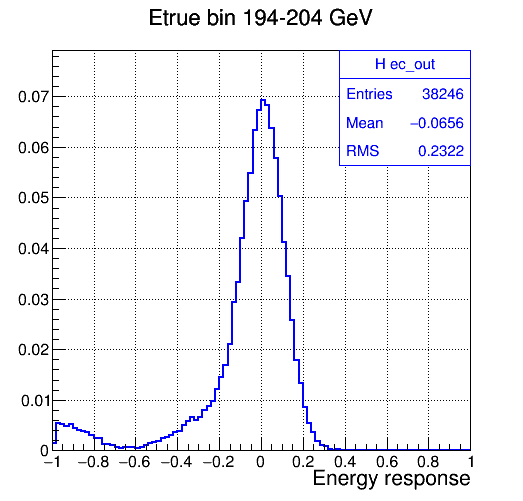 Etrue bin 194-204 GeV
H ec_out
Entries 38246
Mean −0.0656
RMS 0.2322
0.07
0.06
0.05
0.04
0.03
0.02
0.01
0
−1 −0.8 −0.6 −0.4 −0.2 0 0.2 0.4 0.6 0.8 1
Energy response